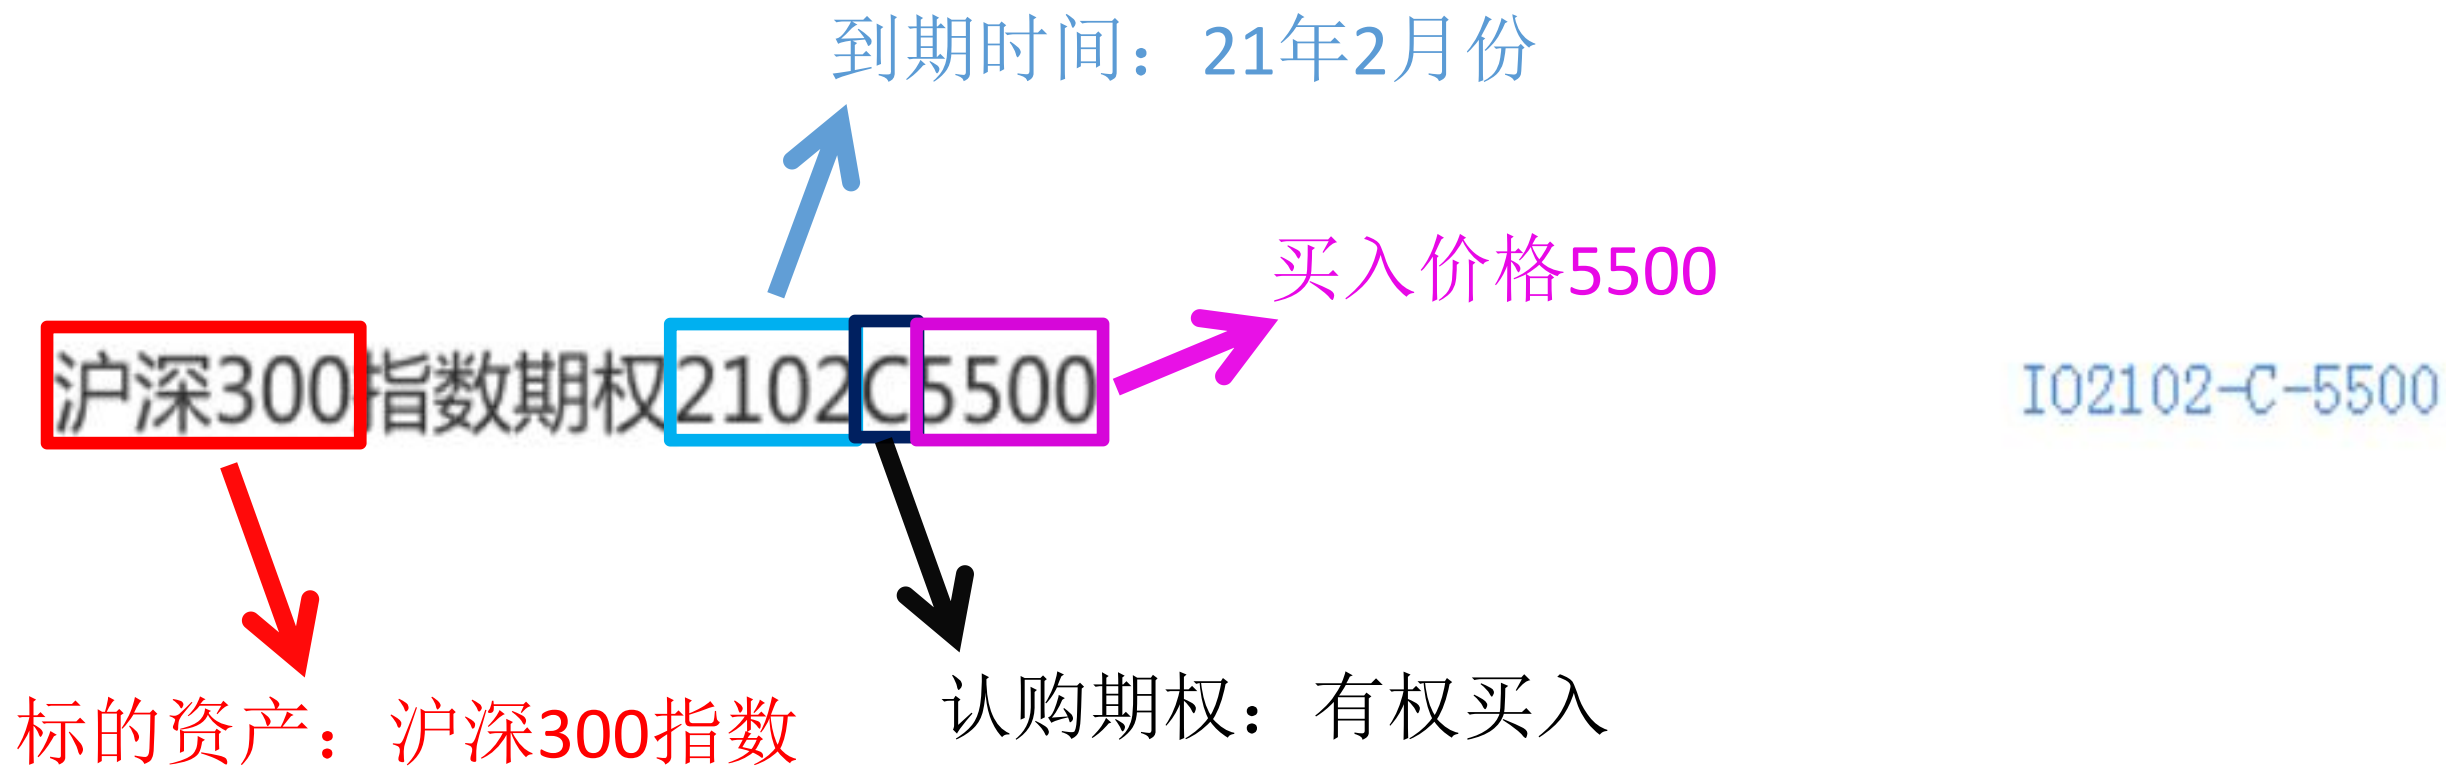 到期时间：21年2月份
买入价格5500
沪深300指数期权2102C5500
IO2102-C-5500
认购期权：有权买入
标的资产：沪深300指数